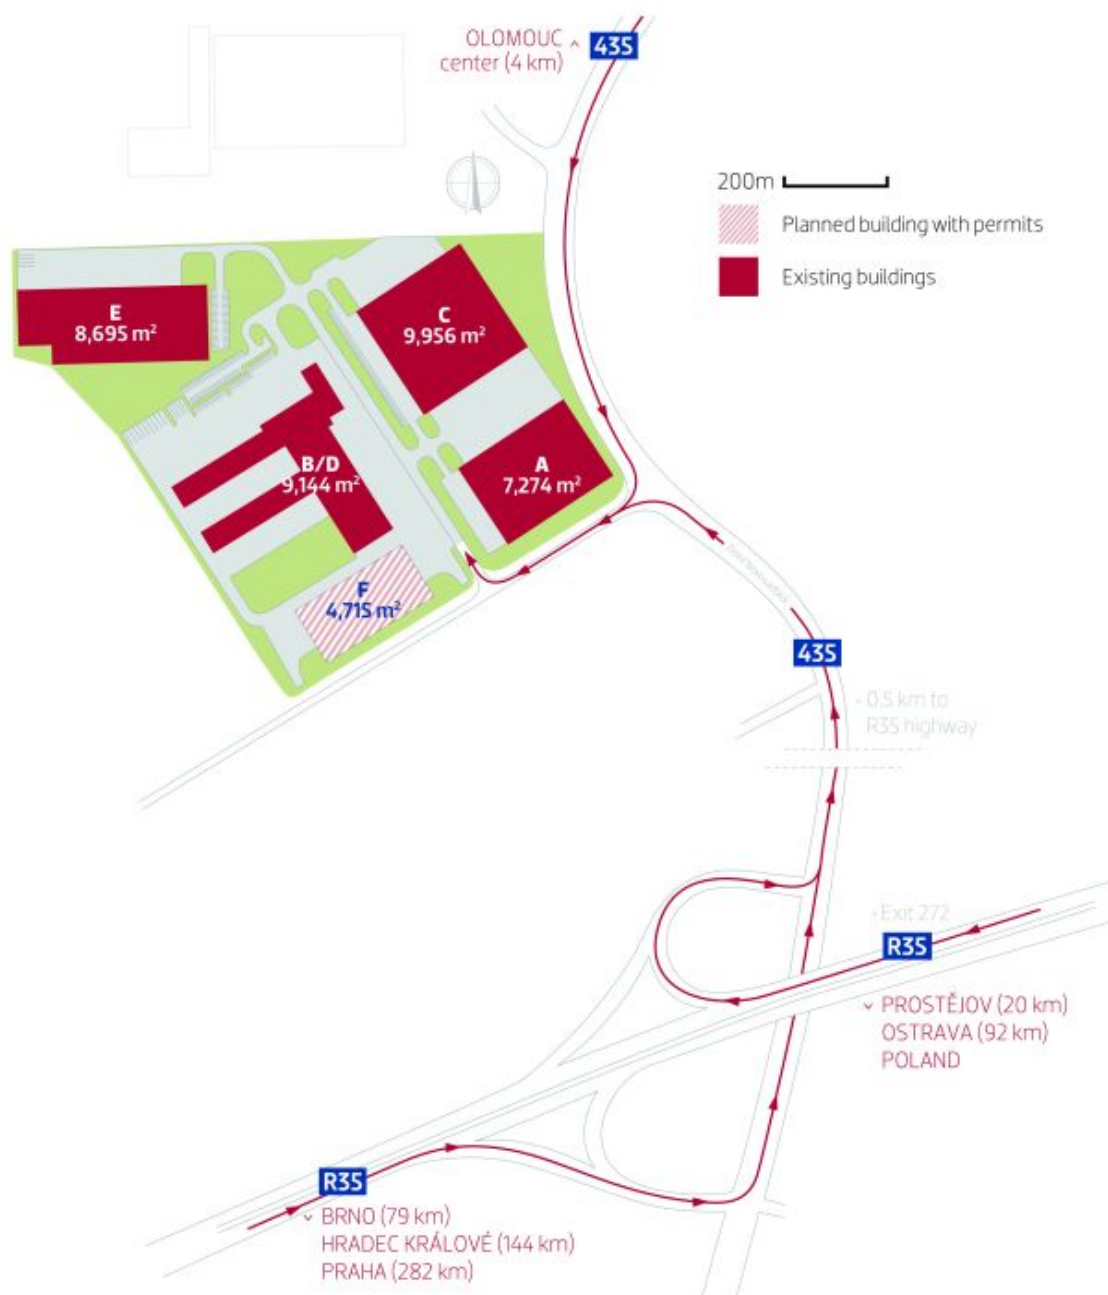 OLOMOUC
center (4 km)
435
200m
Planned building with permits
Existing buildings
E
8,695 m²
C
9,956 m²
B/D
9,144 m²
A
7,274 m²
F
4,715 m²
435
0,5 km to
R35 highway
Exit 272
R35
PROSTĚJOV (20 km)
OSTRAVA (92 km)
POLAND
R35
BRNO (79 km)
HRADEC KRÁLOVÉ (144 km)
PRAHA (282 km)